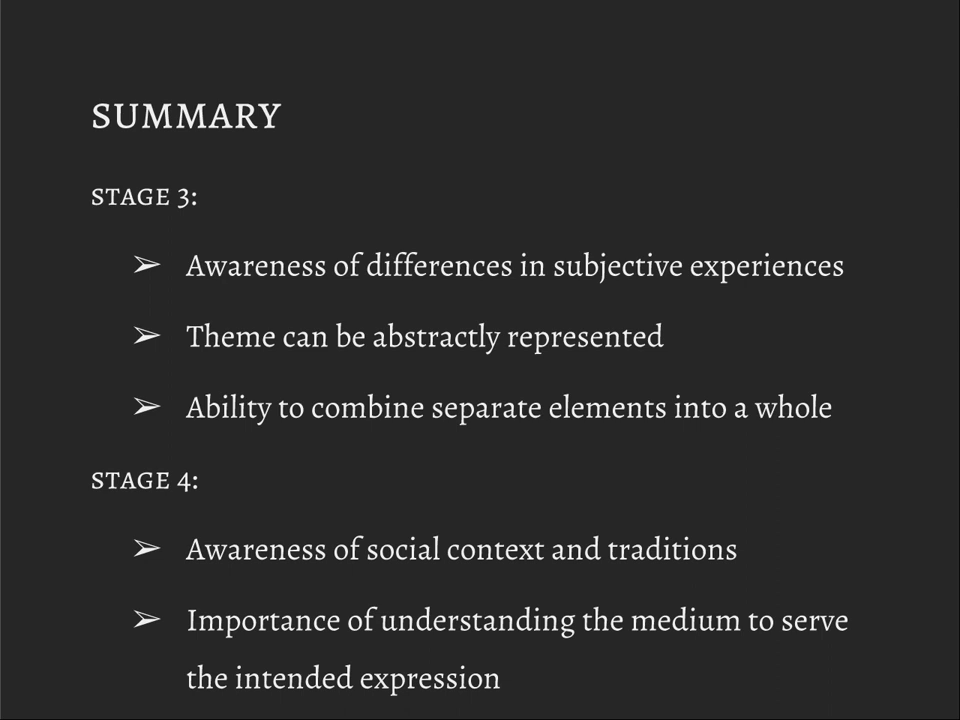 SUMMARY
STAGE 3:
➢ Awareness of differences in subjective experiences
➢ Theme can be abstractly represented
➢ Ability to combine separate elements into a whole
STAGE 4:
➢ Awareness of social context and traditions
➢ Importance of understanding the medium to serve
the intended expression